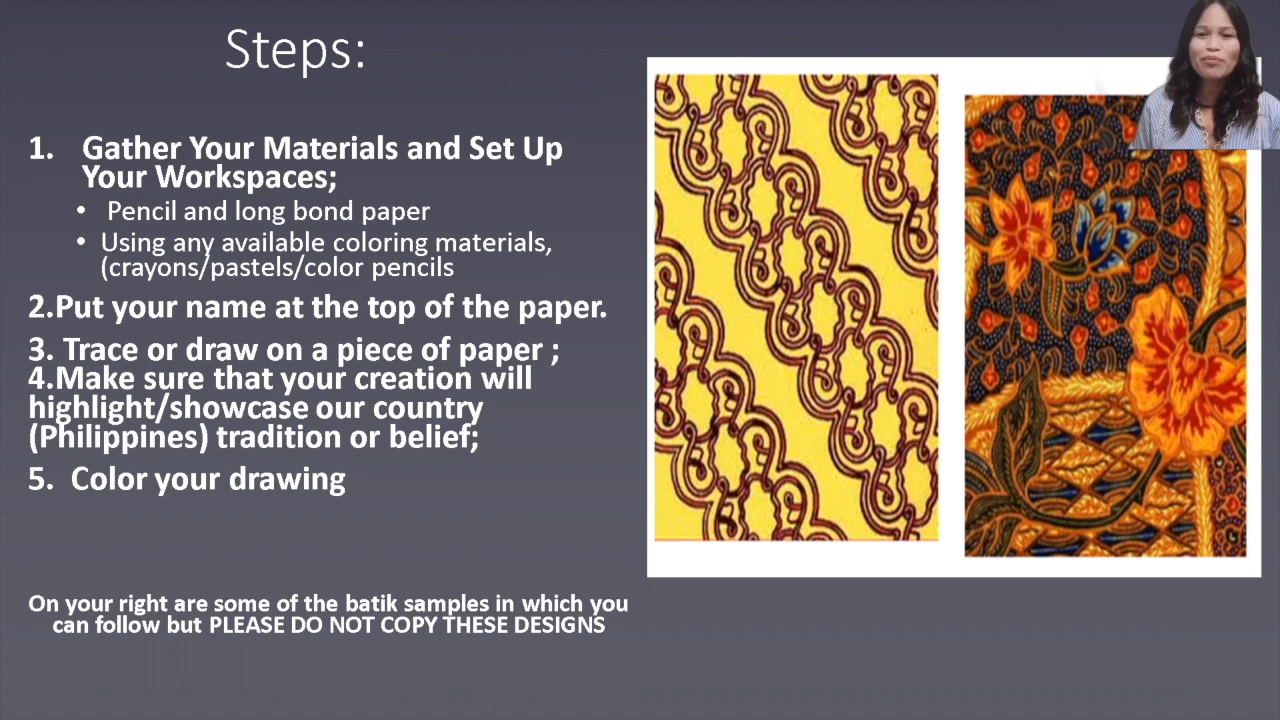 Steps:
1. Gather Your Materials and Set Up
Your Workspaces;
• Pencil and long bond paper
• Using any available coloring materials,
(crayons/pastels/color pencils
2.Put your name at the top of the paper.
3. Trace or draw on a piece of paper ;
4.Make sure that your creation will
highlight/showcase our country
(Philippines) tradition or belief;
5. Color your drawing
On your right are some of the batik samples in which you
can follow but PLEASE DO NOT COPY THESE DESIGNS